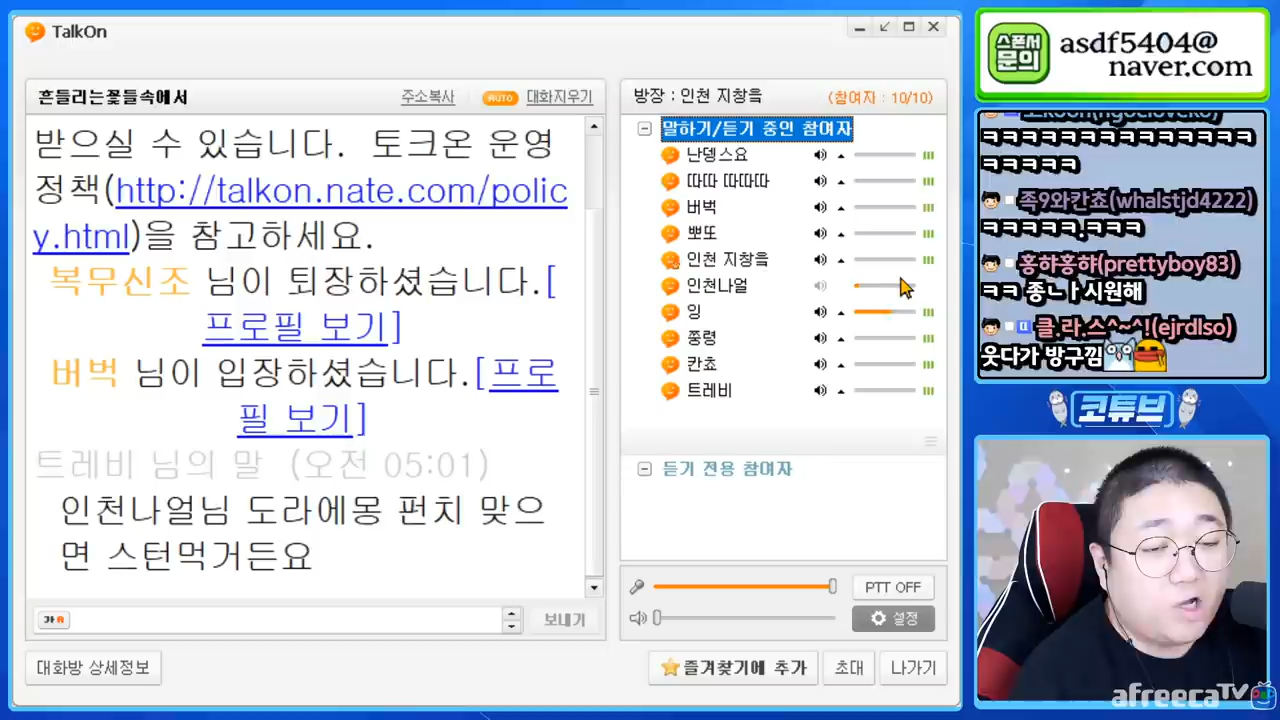 TalkOn
흔들리는꽃들속에서
주소복사
AUTO
대화지우기
받으실 수 있습니다. 토크온 운영
정책(http://talkon.nate.com/polic
y.html)을 참고하세요.
복무신조 님이 퇴장하셨습니다.[
프로필 보기]
버벅 님이 입장하셨습니다.[프로
필 보기]
트레비 님의 말 (오전 05:01)
인천나얼님 도라에몽 펀치 맞으
면 스턴먹거든요
보내기
대화방 상세정보
방장 : 인천 지창욱
(참여자 : 10/10)
말하기/듣기 중인 참여자
난뎅스요
따따 따따따
버벅
뽀또
인천 지창욱
인천나얼
잉
중령
칸쵸
트레비
듣기 전용 참여자
PTT OFF
설정
즐겨찾기에 추가
초대
나가기
스폰서
문의
asdf5404@
naver.com
ㅋㅋㅋㅋㅋㅋㅋㅋㅋㅋㅋㅋㅋㅋ
ㅋㅋㅋㅋㅋ
족9와칸쵸(whalstjd4222)
ㅋㅋㅋㅋㅋ.ㅋㅋㅋ
홍햐홍햐(prettyboy83)
ㅋㅋ 종ㄴㅏ시원해
클.라.스^~^!(ejrdlso)
웃다가 방구낌
코튜브
afreecaTV